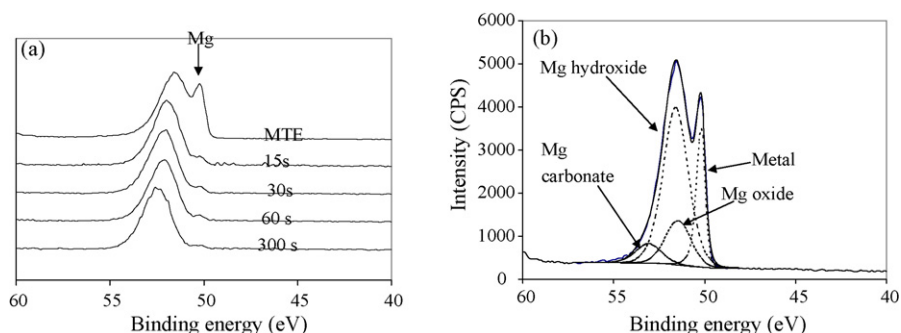 (a)
Mg
MTE
15s
30s
60 s
300 s
60
55
50
45
40
Binding energy (eV)
(b)
6000
5000
4000
3000
2000
1000
0
Intensity (CPS)
Mg hydroxide
Mg
carbonate
Metal
Mg oxide
60
55
50
45
40
Binding energy (eV)